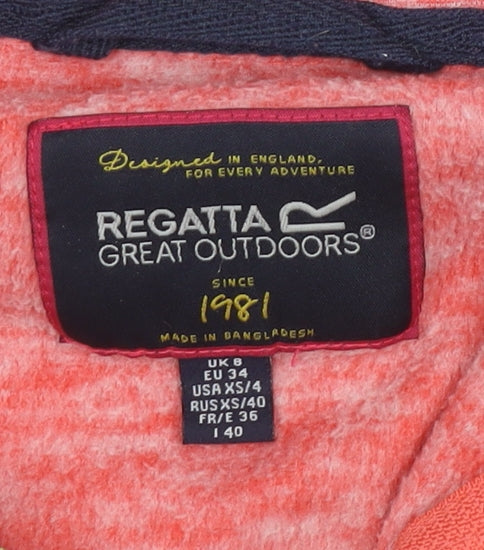 Designed IN ENGLAND,
FOR EVERY ADVENTURE
REGATTA
GREAT OUTDOORS®
SINCE
1981
MADE IN BANGLADESH
UK 8
EU 34
USA XS/4
RUS XS/40
FR/E 36
I 40